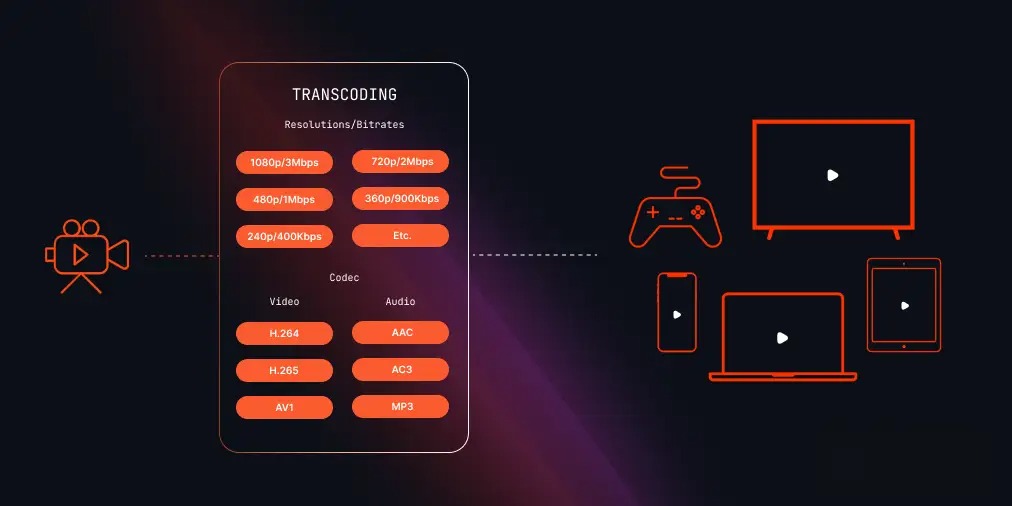 TRANSCODING
Resolutions/Bitrates
1080p/3Mbps
720p/2Mbps
480p/1Mbps
360p/900Kbps
240p/400Kbps
Etc.
Codec
Video
Audio
H.264
AAC
H.265
AC3
AV1
MP3